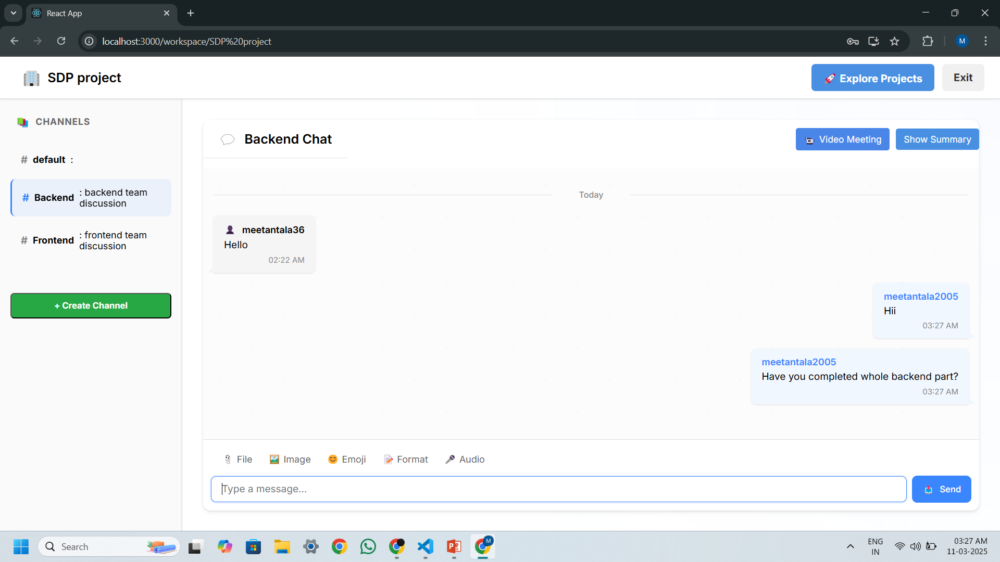 React App
localhost:3000/workspace/SDP%20project
M
SDP project
🚀 Explore Projects
Exit
CHANNELS
# default :
# Backend : backend team
discussion
# Frontend : frontend team
discussion
+ Create Channel
Backend Chat
Video Meeting
Show Summary
Today
meetantala36
Hello
02:22 AM
meetantala2005
Hii
03:27 AM
meetantala2005
Have you completed whole backend part?
03:27 AM
File
Image
Emoji
Format
Audio
Type a message...
Send
Search
M
ENG
IN
03:27 AM
11-03-2025